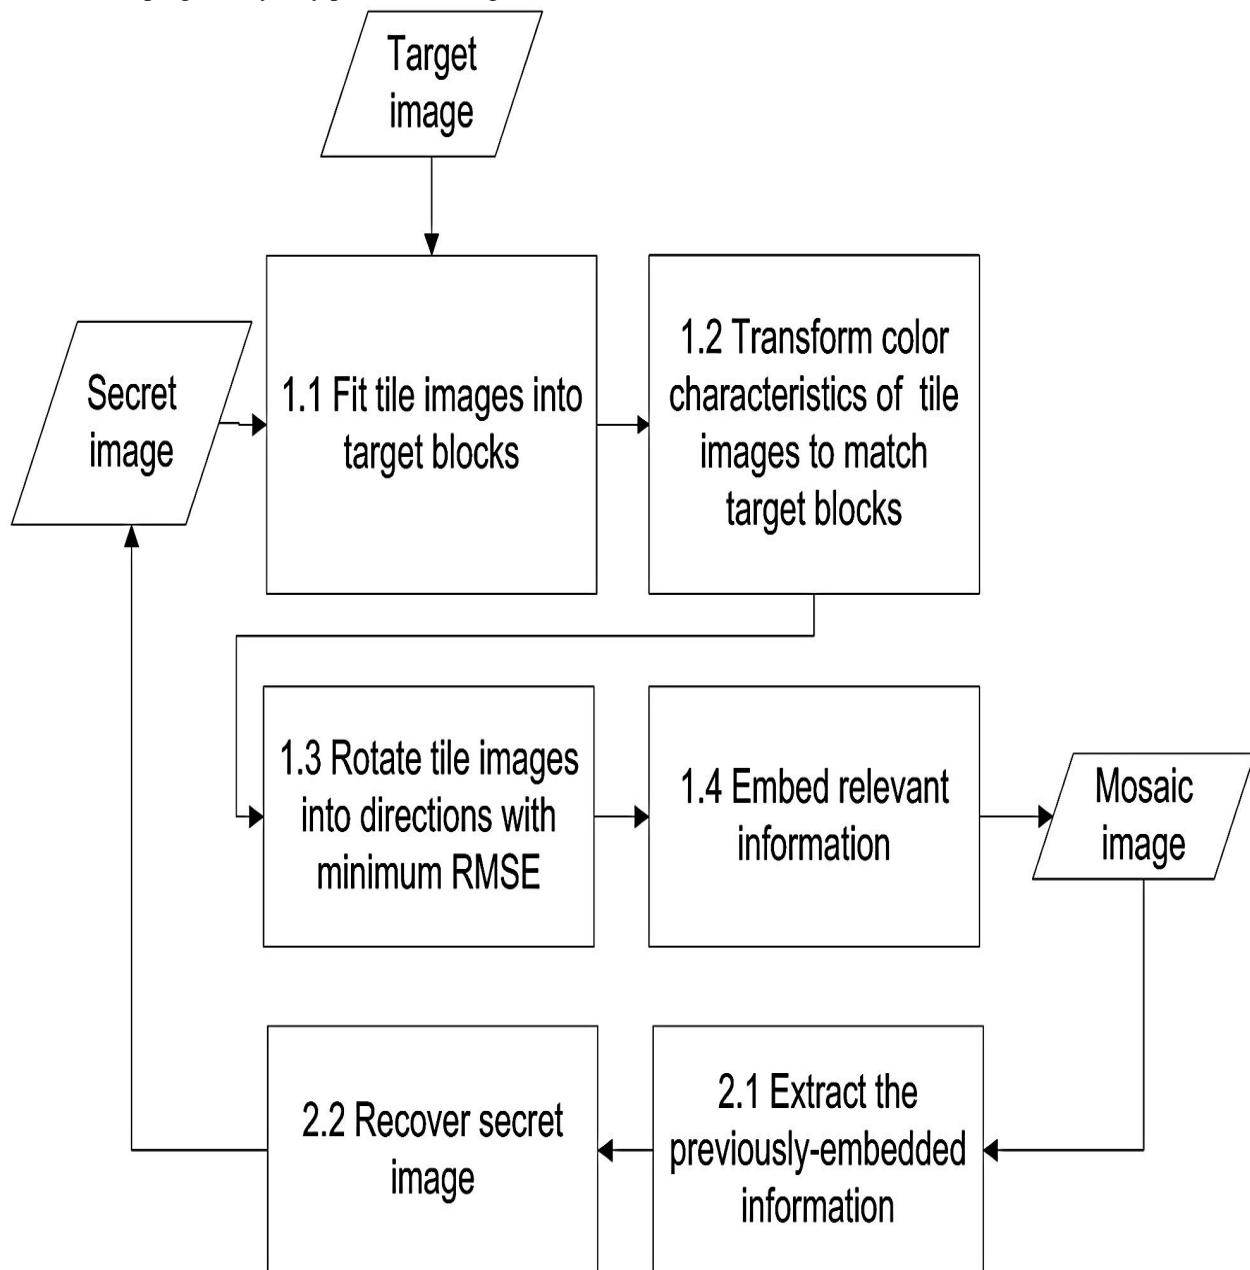 Target
image
Secret
image
1.1 Fit tile images into
target blocks
1.2 Transform color
characteristics of tile
images to match
target blocks
1.3 Rotate tile images
into directions with
minimum RMSE
1.4 Embed relevant
information
Mosaic
image
2.2 Recover secret
image
2.1 Extract the
previously-embedded
information